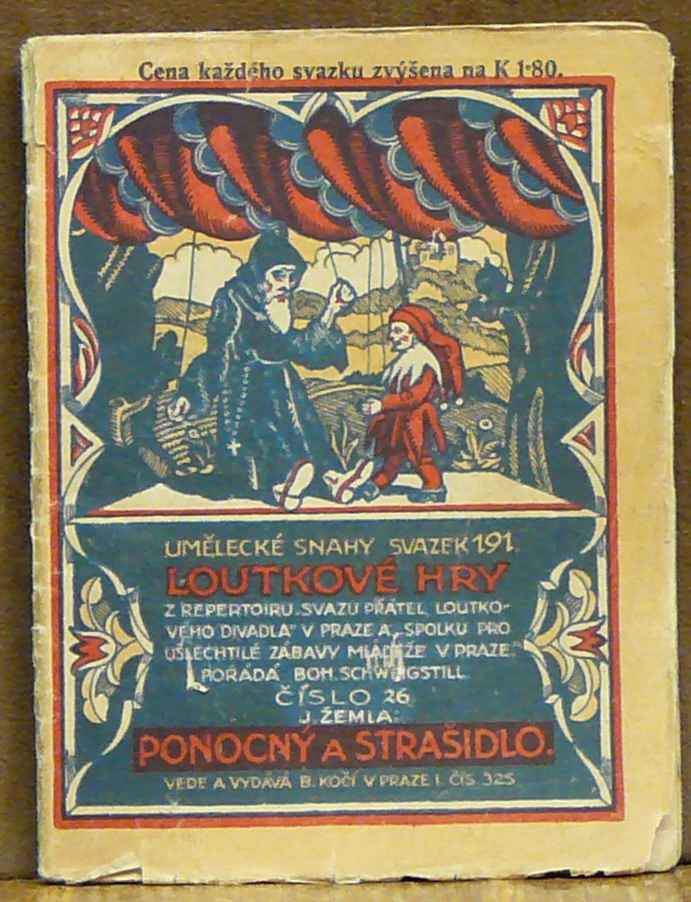 Cena každého svazku zvýšena na K 1·80.
UMĚLECKÉ SNAHY SVAZEK 191.
LOUTKOVÉ HRY
Z REPERTOIRU „SVAZU PŘÁTEL LOUTKO-
VÉHO DIVADLA“ V PRAZE A „SPOLKU PRO
UŠLECHTILÉ ZÁBAVY MLÁDEŽE V PRAZE.“
POŘÁDÁ BOH. SCHWEIGSTILL
ČÍSLO 26
J. ŽEMLA:
PONOCNÝ A STRAŠIDLO.
VEDE A VYDÁVÁ B. KOČÍ V PRAZE I. ČÍS. 325